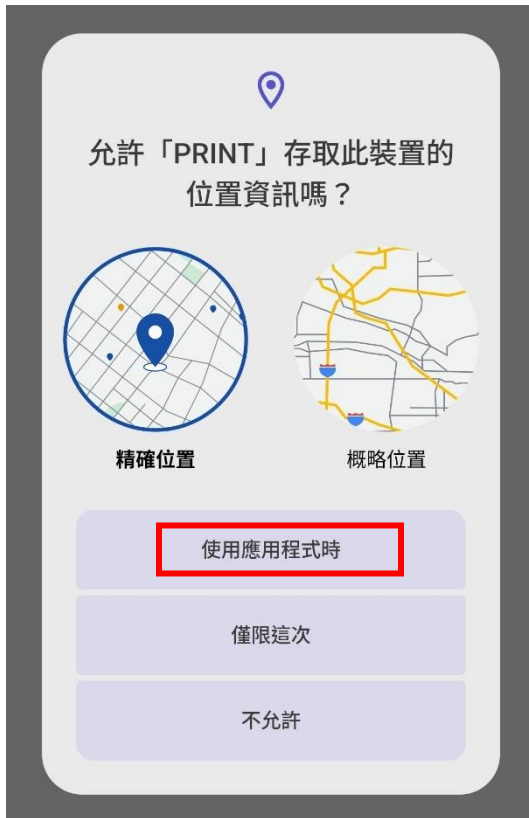 允許「PRINT」存取此裝置的
位置資訊嗎？
精確位置
概略位置
使用應用程式時
僅限這次
不允許